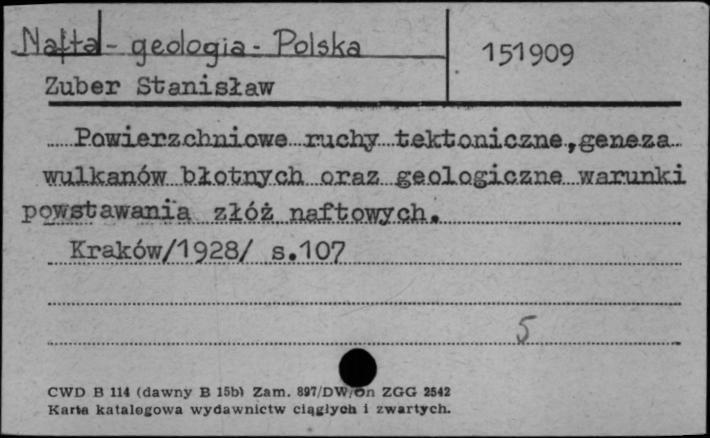 Nafta - geologia - Polska
151909
Zuber Stanisław
Powierzchniowe ruchy tektoniczne, geneza
wulkanów błotnych oraz geologiczne warunki
powstawania złóż naftowych.
Kraków/1928/ s.107
5
CWD B 114 (dawny B 15b) Zam. 897/DW/On ZGG 2542
Karta katalogowa wydawnictw ciągłych i zwartych.